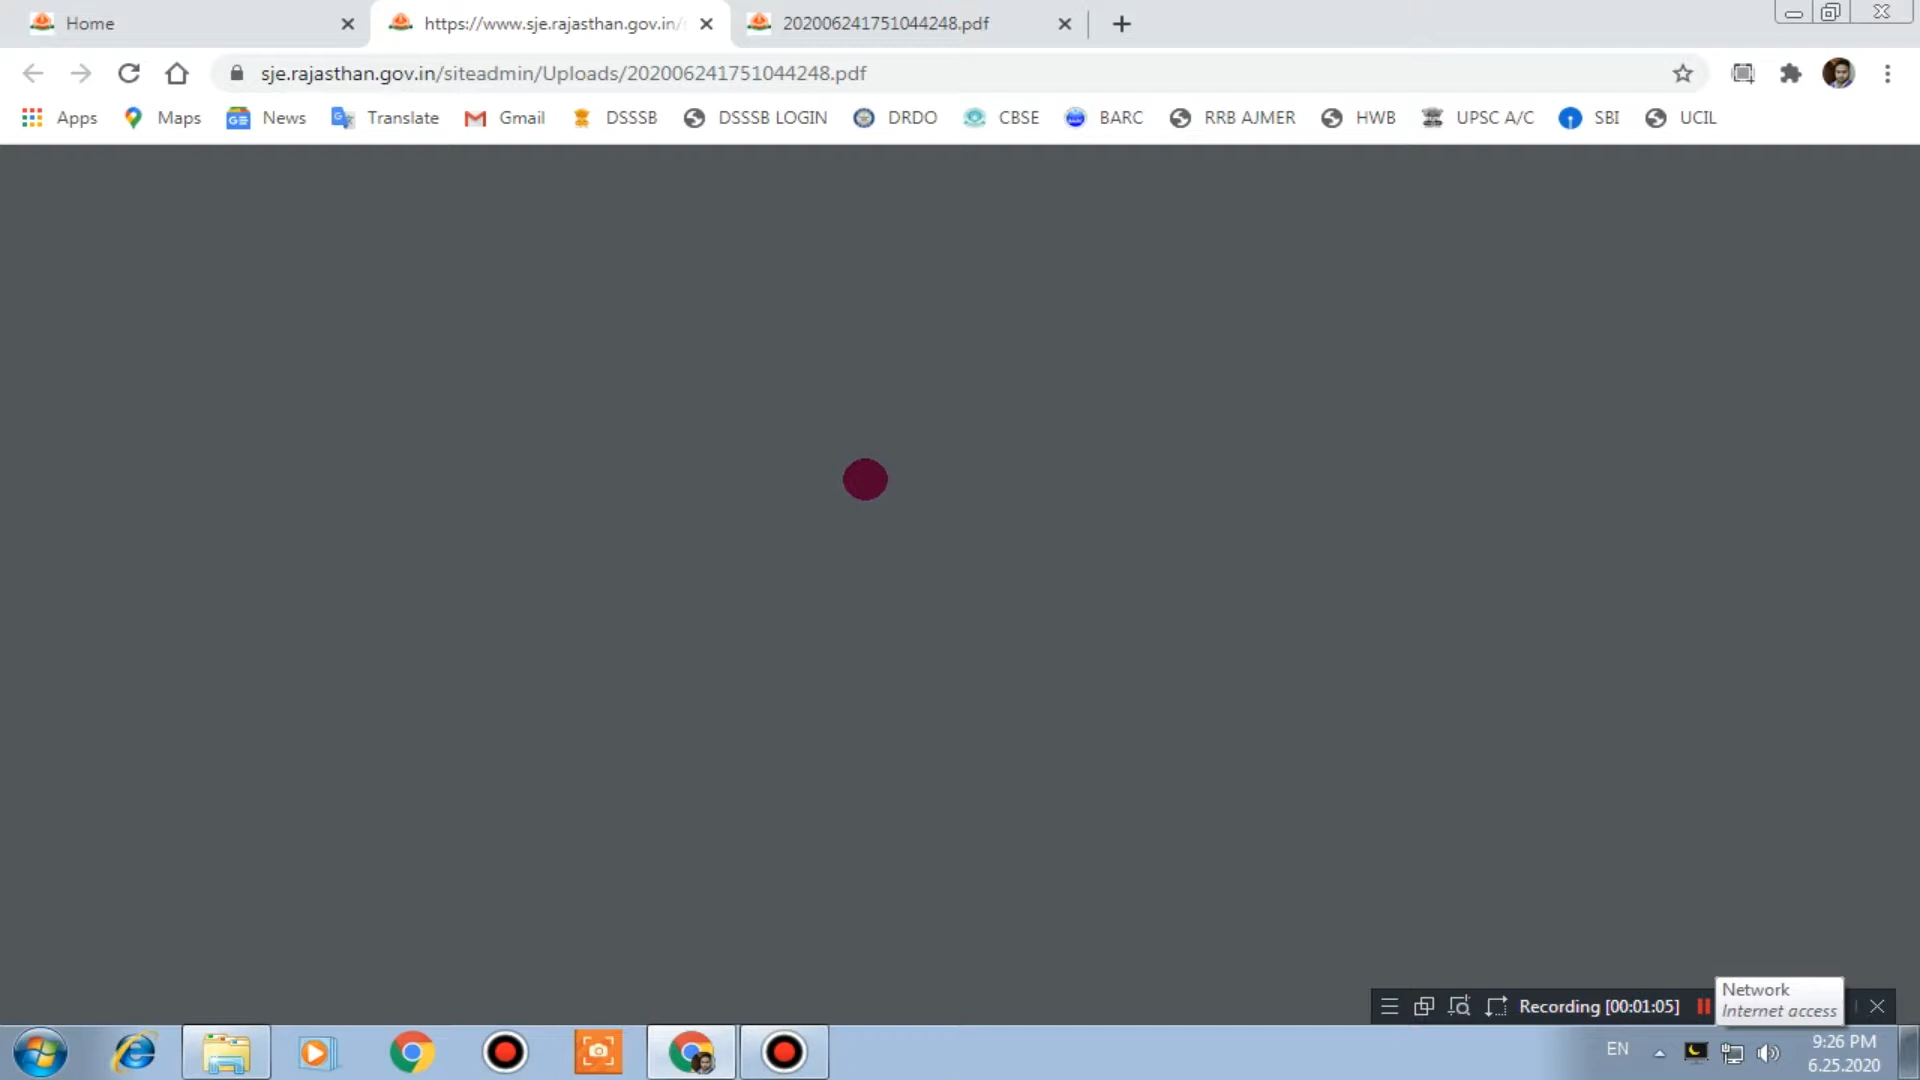 Home
https://www.sje.rajasthan.gov.in/
202006241751044248.pdf
sje.rajasthan.gov.in/siteadmin/Uploads/202006241751044248.pdf
Apps Maps News Translate Gmail DSSSB DSSSB LOGIN DRDO CBSE BARC RRB AJMER HWB UPSC A/C SBI UCIL
Recording [00:01:05]
Network
Internet access
EN
9:26 PM
6.25.2020